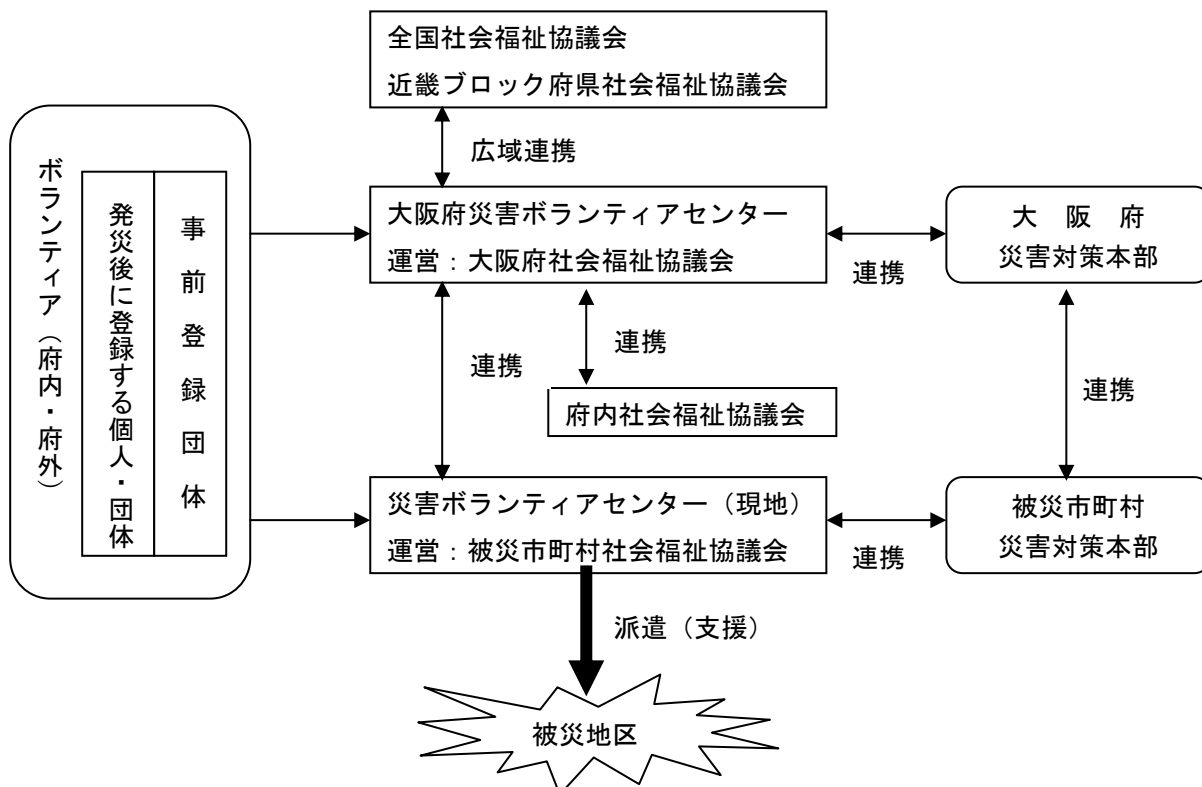 全国社会福祉協議会
近畿ブロック府県社会福祉協議会
広域連携
ボランティア（府内・府外）
発災後に登録する個人・団体
事前登録団体
大阪府災害ボランティアセンター
運営：大阪府社会福祉協議会
連携
大 阪 府
災害対策本部
連携
連携
府内社会福祉協議会
連携
災害ボランティアセンター（現地）
運営：被災市町村社会福祉協議会
連携
被災市町村
災害対策本部
派遣（支援）
被災地区